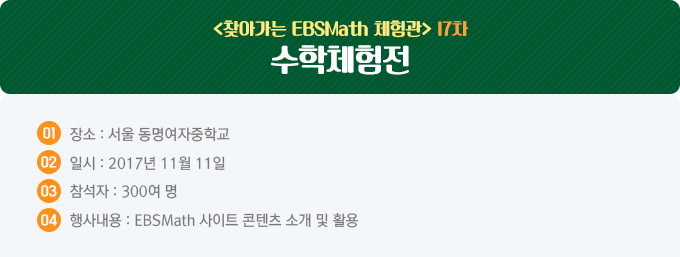 <찾아가는 EBSMath 체험관> 17차
수학체험전
01 장소 : 서울 동명여자중학교
02 일시 : 2017년 11월 11일
03 참석자 : 300여 명
04 행사내용 : EBSMath 사이트 콘텐츠 소개 및 활용